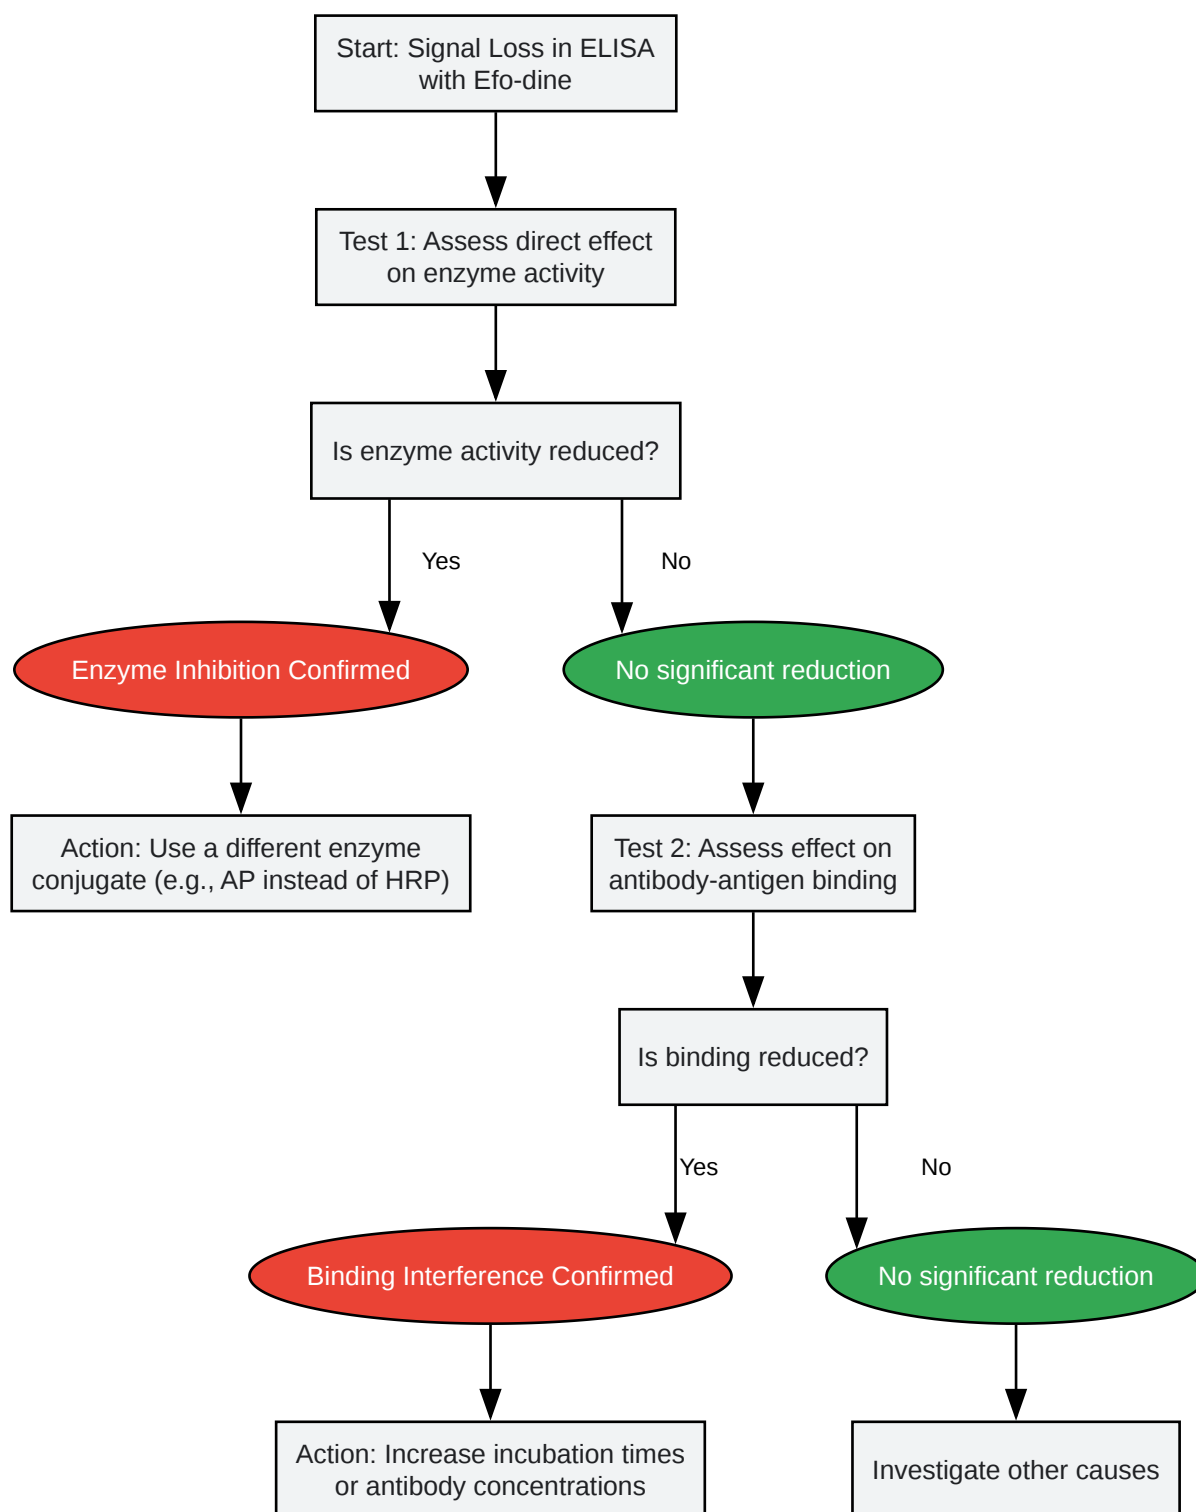 Start: Signal Loss in ELISA
with Efo-dine
Test 1: Assess direct effect
on enzyme activity
Is enzyme activity reduced?
Yes
No
Enzyme Inhibition Confirmed
No significant reduction
Action: Use a different enzyme
conjugate (e.g., AP instead of HRP)
Test 2: Assess effect on
antibody-antigen binding
Is binding reduced?
Yes
No
Binding Interference Confirmed
No significant reduction
Action: Increase incubation times
or antibody concentrations
Investigate other causes